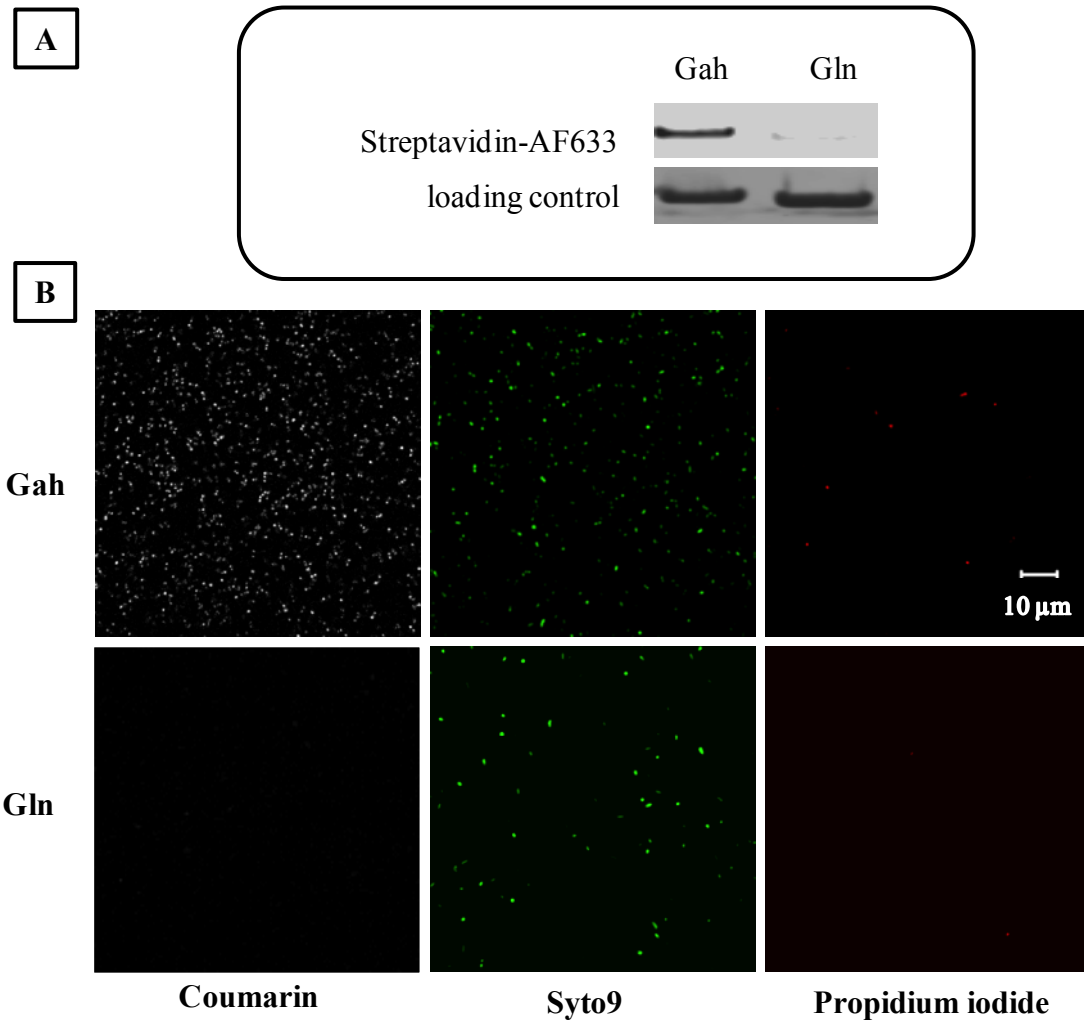 A
Gah Gln
Streptavidin-AF633
loading control
B
Gah
10 µm
Gln
Coumarin Syto9 Propidium iodide